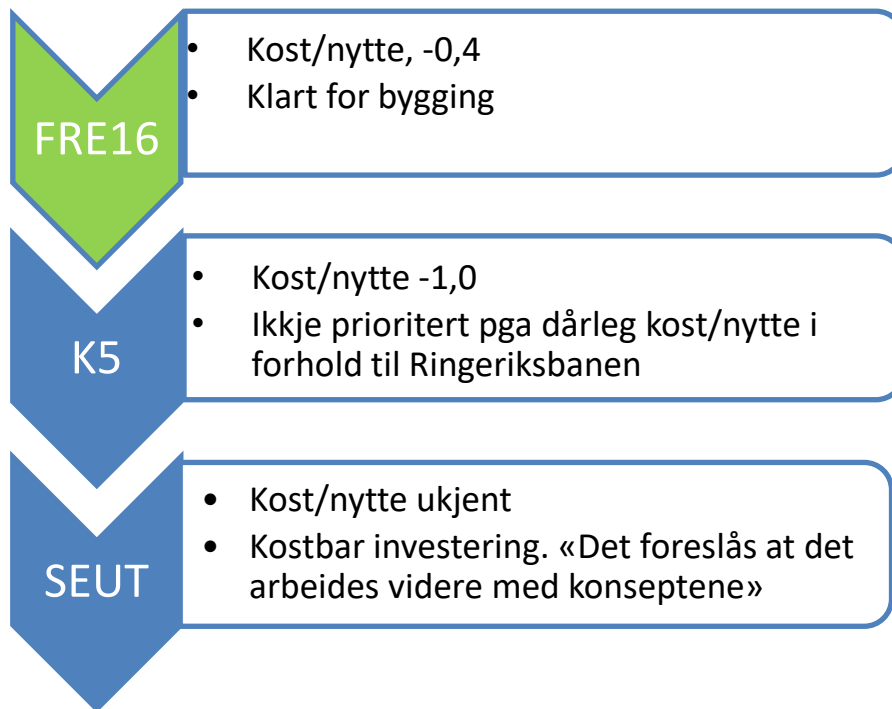 FRE16
• Kost/nytte, -0,4
• Klart for bygging
K5
• Kost/nytte -1,0
• Ikkje prioritert pga dårleg kost/nytte i
forhold til Ringeriksbanen
SEUT
• Kost/nytte ukjent
• Kostbar investering. «Det foreslås at det
arbeides videre med konseptene»